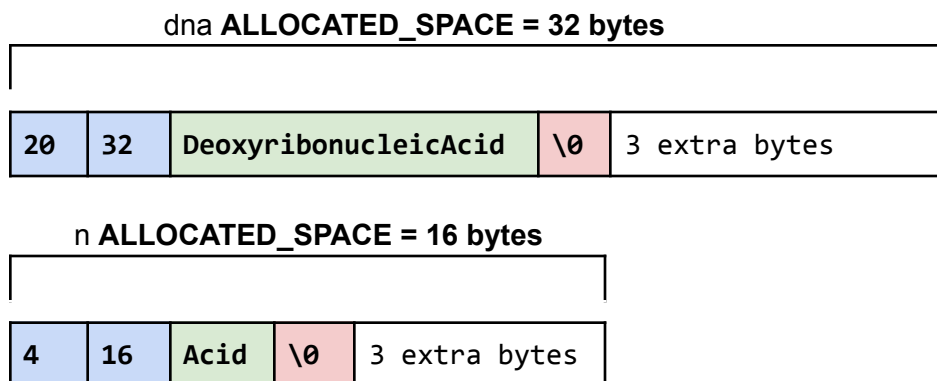 dna ALLOCATED_SPACE = 32 bytes
20 32 DeoxyribonucleicAcid \0 3 extra bytes
n ALLOCATED_SPACE = 16 bytes
4 16 Acid \0 3 extra bytes